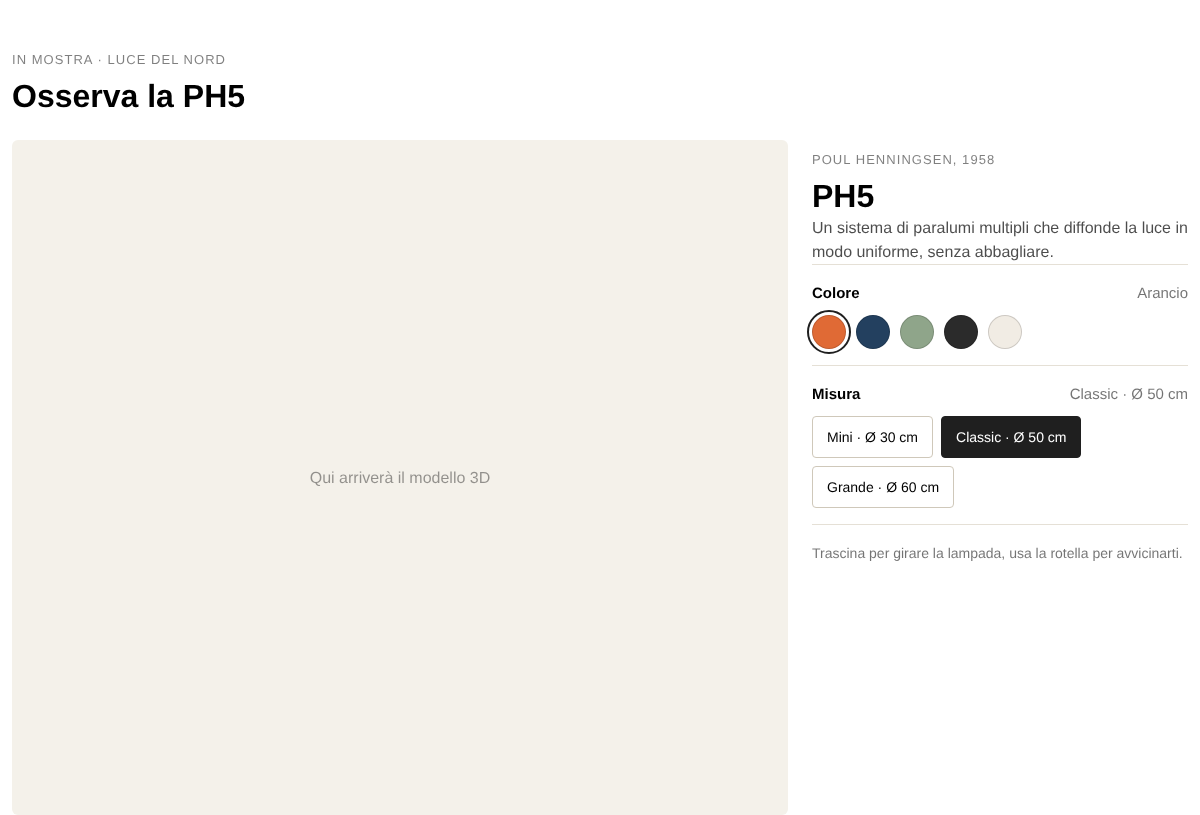 IN MOSTRA · LUCE DEL NORD
Osserva la PH5
Qui arriverà il modello 3D
POUL HENNINGSEN, 1958
PH5
Un sistema di paralumi multipli che diffonde la luce in
modo uniforme, senza abbagliare.
Colore
Arancio
Misura
Classic · Ø 50 cm
Mini · Ø 30 cm
Classic · Ø 50 cm
Grande · Ø 60 cm
Trascina per girare la lampada, usa la rotella per avvicinarti.